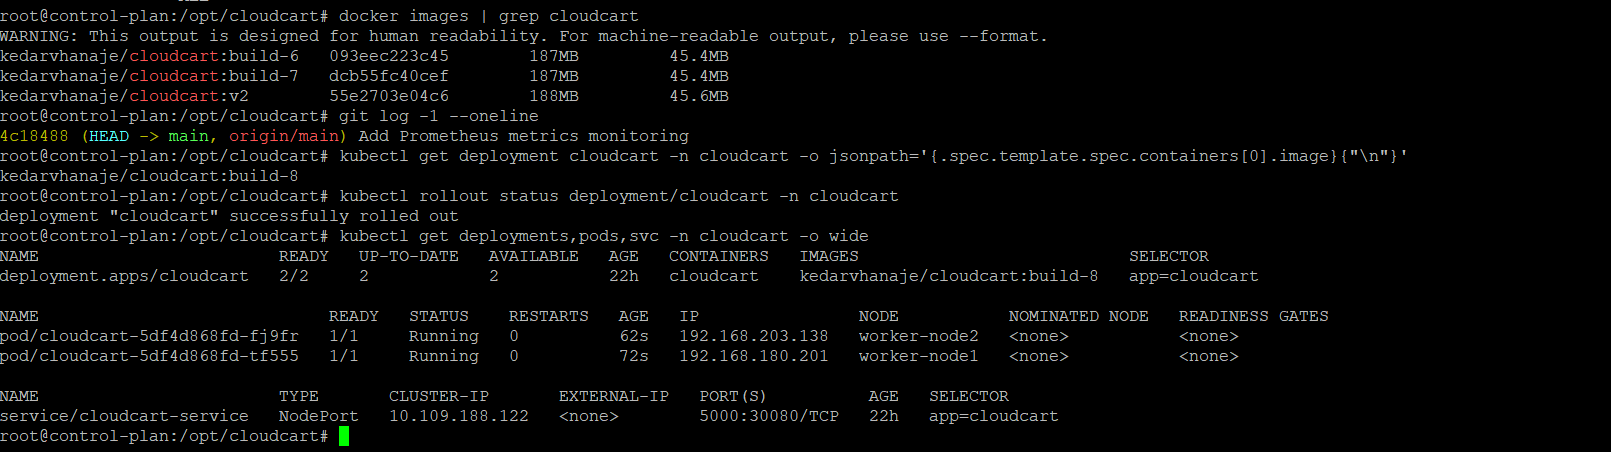 root@control-plan:/opt/cloudcart# docker images | grep cloudcart
WARNING: This output is designed for human readability. For machine-readable output, please use --format.
kedarvhanaje/cloudcart:build-6   093eec223c45        187MB         45.4MB
kedarvhanaje/cloudcart:build-7   dcb55fc40cef        187MB         45.4MB
kedarvhanaje/cloudcart:v2        55e2703e04c6        188MB         45.6MB
root@control-plan:/opt/cloudcart# git log -1 --oneline
4c18488 (HEAD -> main, origin/main) Add Prometheus metrics monitoring
root@control-plan:/opt/cloudcart# kubectl get deployment cloudcart -n cloudcart -o jsonpath='{.spec.template.spec.containers[0].image}{"\n"}'
kedarvhanaje/cloudcart:build-8
root@control-plan:/opt/cloudcart# kubectl rollout status deployment/cloudcart -n cloudcart
deployment "cloudcart" successfully rolled out
root@control-plan:/opt/cloudcart# kubectl get deployments,pods,svc -n cloudcart -o wide
NAME                        READY   UP-TO-DATE   AVAILABLE   AGE   CONTAINERS   IMAGES                           SELECTOR
deployment.apps/cloudcart   2/2     2            2           22h   cloudcart    kedarvhanaje/cloudcart:build-8   app=cloudcart
NAME                             READY   STATUS    RESTARTS   AGE   IP                NODE           NOMINATED NODE   READINESS GATES
pod/cloudcart-5df4d868fd-fj9fr   1/1     Running   0          62s   192.168.203.138   worker-node2   <none>           <none>
pod/cloudcart-5df4d868fd-tf555   1/1     Running   0          72s   192.168.180.201   worker-node1   <none>           <none>
NAME                        TYPE       CLUSTER-IP       EXTERNAL-IP   PORT(S)          AGE   SELECTOR
service/cloudcart-service   NodePort   10.109.188.122   <none>        5000:30080/TCP   22h   app=cloudcart
root@control-plan:/opt/cloudcart#